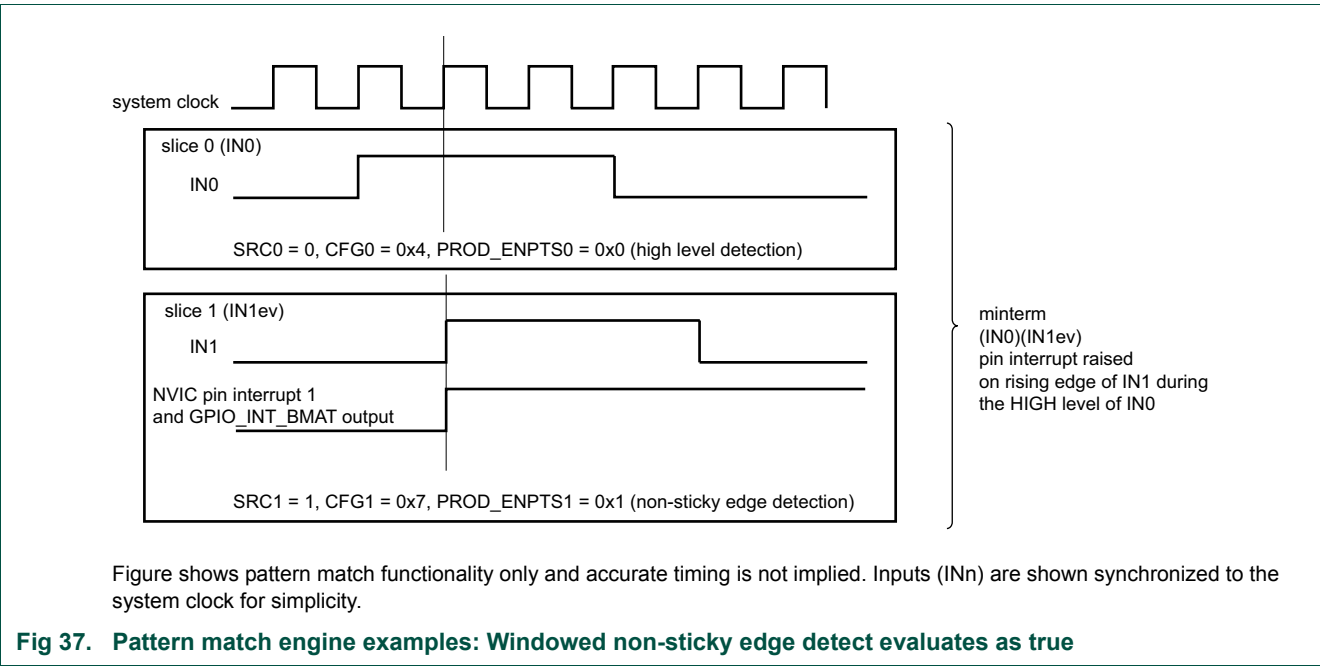 system clock
slice 0 (IN0)
IN0
SRC0 = 0, CFG0 = 0x4, PROD_ENPTS0 = 0x0 (high level detection)
slice 1 (IN1ev)
IN1
NVIC pin interrupt 1
and GPIO_INT_BMAT output
SRC1 = 1, CFG1 = 0x7, PROD_ENPTS1 = 0x1 (non-sticky edge detection)
minterm
(IN0)(IN1ev)
pin interrupt raised
on rising edge of IN1 during
the HIGH level of IN0
Figure shows pattern match functionality only and accurate timing is not implied. Inputs (INn) are shown synchronized to the
system clock for simplicity.
Fig 37. Pattern match engine examples: Windowed non-sticky edge detect evaluates as true